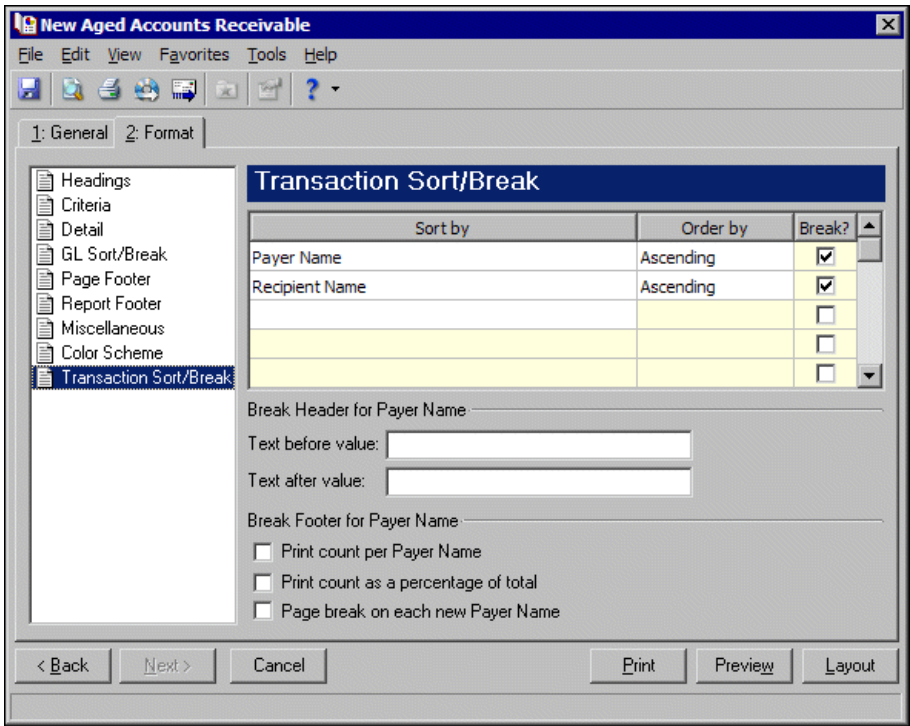 New Aged Accounts Receivable
File Edit View Favorites Tools Help
?
1: General 2: Format
Headings
Criteria
Detail
GL Sort/Break
Page Footer
Report Footer
Miscellaneous
Color Scheme
Transaction Sort/Break
Transaction Sort/Break
Sort by Order by Break?
Payer Name Ascending
Recipient Name Ascending
Break Header for Payer Name
Text before value:
Text after value:
Break Footer for Payer Name
Print count per Payer Name
Print count as a percentage of total
Page break on each new Payer Name
< Back Next > Cancel Print Preview Layout